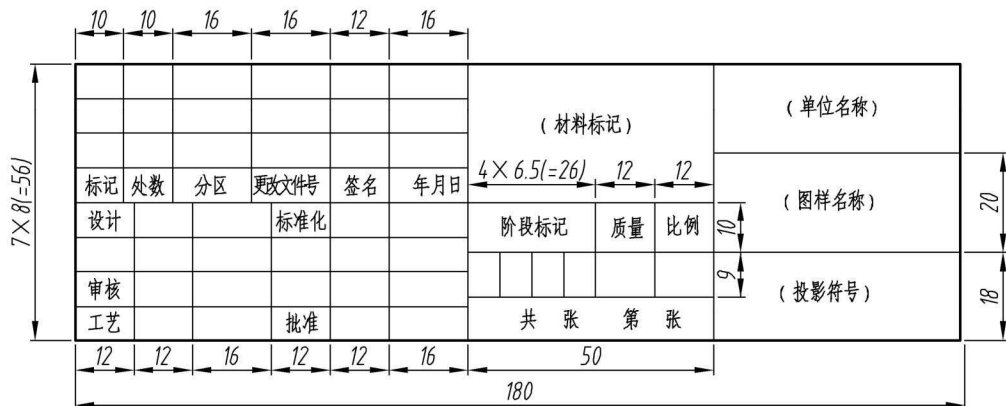 10 10 16 16 12 16
(单位名称)
(材料标记)
4×6.5(=26) 12 12
7×8(=56)
标记 处数 分区 更改文件号 签名 年月日
(图样名称) 20
设计 标准化 阶段标记 质量 比例 10
9
审核 (投影符号) 18
工艺 批准 共 张 第 张
12 12 16 12 12 16 50
180